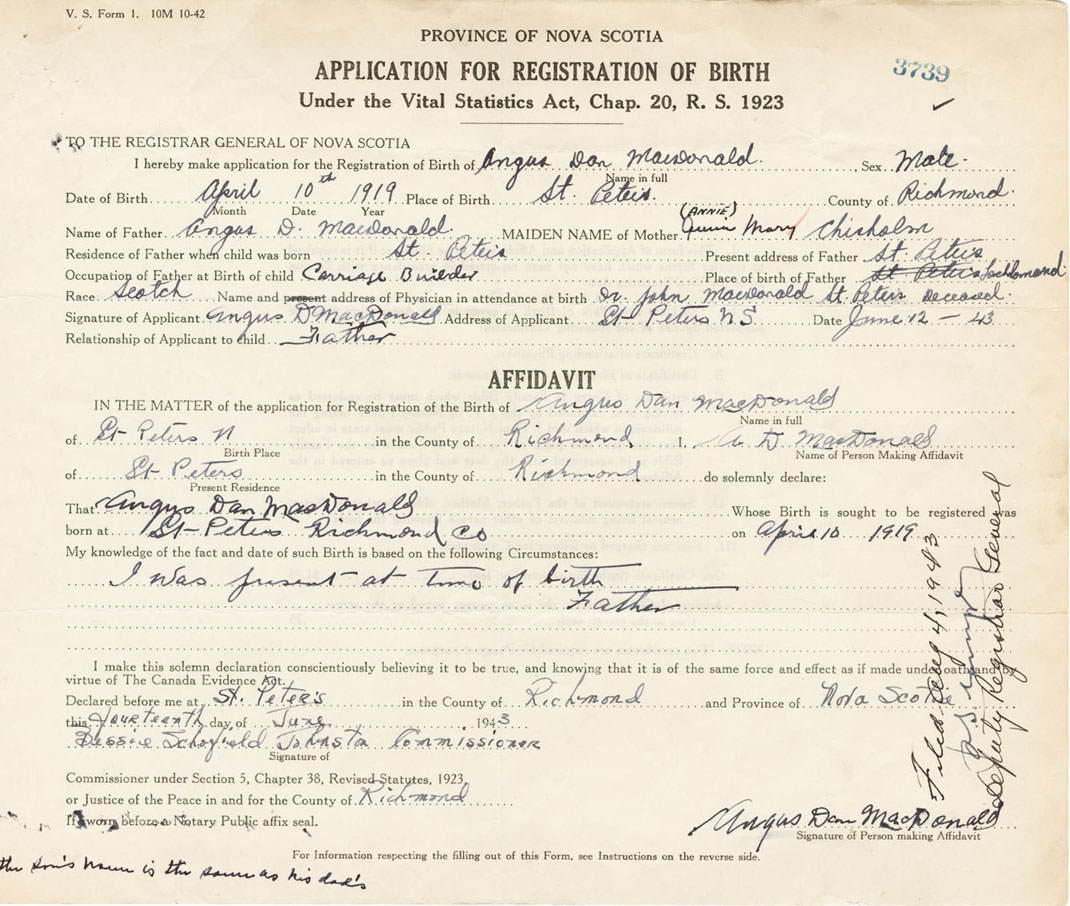 V. S. Form 1. 10M 10-42
PROVINCE OF NOVA SCOTIA
3739
APPLICATION FOR REGISTRATION OF BIRTH
Under the Vital Statistics Act, Chap. 20, R. S. 1923
TO THE REGISTRAR GENERAL OF NOVA SCOTIA
I hereby make application for the Registration of Birth of Angus Dan Macdonald. Sex Male.
Name in full
Date of Birth April 10th 1919 Place of Birth St. Peters. County of Richmond.
Month Date Year
(ANNIE)
Name of Father Angus D. Macdonald. MAIDEN NAME of Mother Mary Chisholm
Residence of Father when child was born St. Peters Present address of Father St. Peters
Occupation of Father at Birth of child Carriage Builder Place of birth of Father St. Peters Loch Lomond.
Race Scotch Name and present address of Physician in attendance at birth Dr. John Macdonald St. Peters deceased.
Signature of Applicant Angus D MacDonald Address of Applicant St Peters N S Date June 12 - 43
Relationship of Applicant to child Father
AFFIDAVIT
IN THE MATTER of the application for Registration of the Birth of Angus Dan MacDonald
Name in full
of St Peters N in the County of Richmond I, A D MacDonald
Birth Place Name of Person Making Affidavit
of St Peters in the County of Richmond do solemnly declare:
Present Residence
That Angus Dan MacDonald Whose Birth is sought to be registered was
born at St Peters Richmond Co on April 10 1919
My knowledge of the fact and date of such Birth is based on the following Circumstances:
I was present at time of birth
Father
I make this solemn declaration conscientiously believing it to be true, and knowing that it is of the same force and effect as if made under oath and by
virtue of The Canada Evidence Act.
Declared before me at St. Peter's in the County of Richmond and Province of Nova Scotia
this fourteenth day of June, 1943
Bessie Schofield Johnston Commissioner
Signature of
Commissioner under Section 5, Chapter 38, Revised Statutes, 1923,
or Justice of the Peace in and for the County of Richmond
If sworn before a Notary Public affix seal.
Angus Dan MacDonald
Signature of Person making Affidavit
For Information respecting the filling out of this Form, see Instructions on the reverse side.
the son's name is the same as his dad's
Filed Aug 4, 1943
Deputy Registrar General